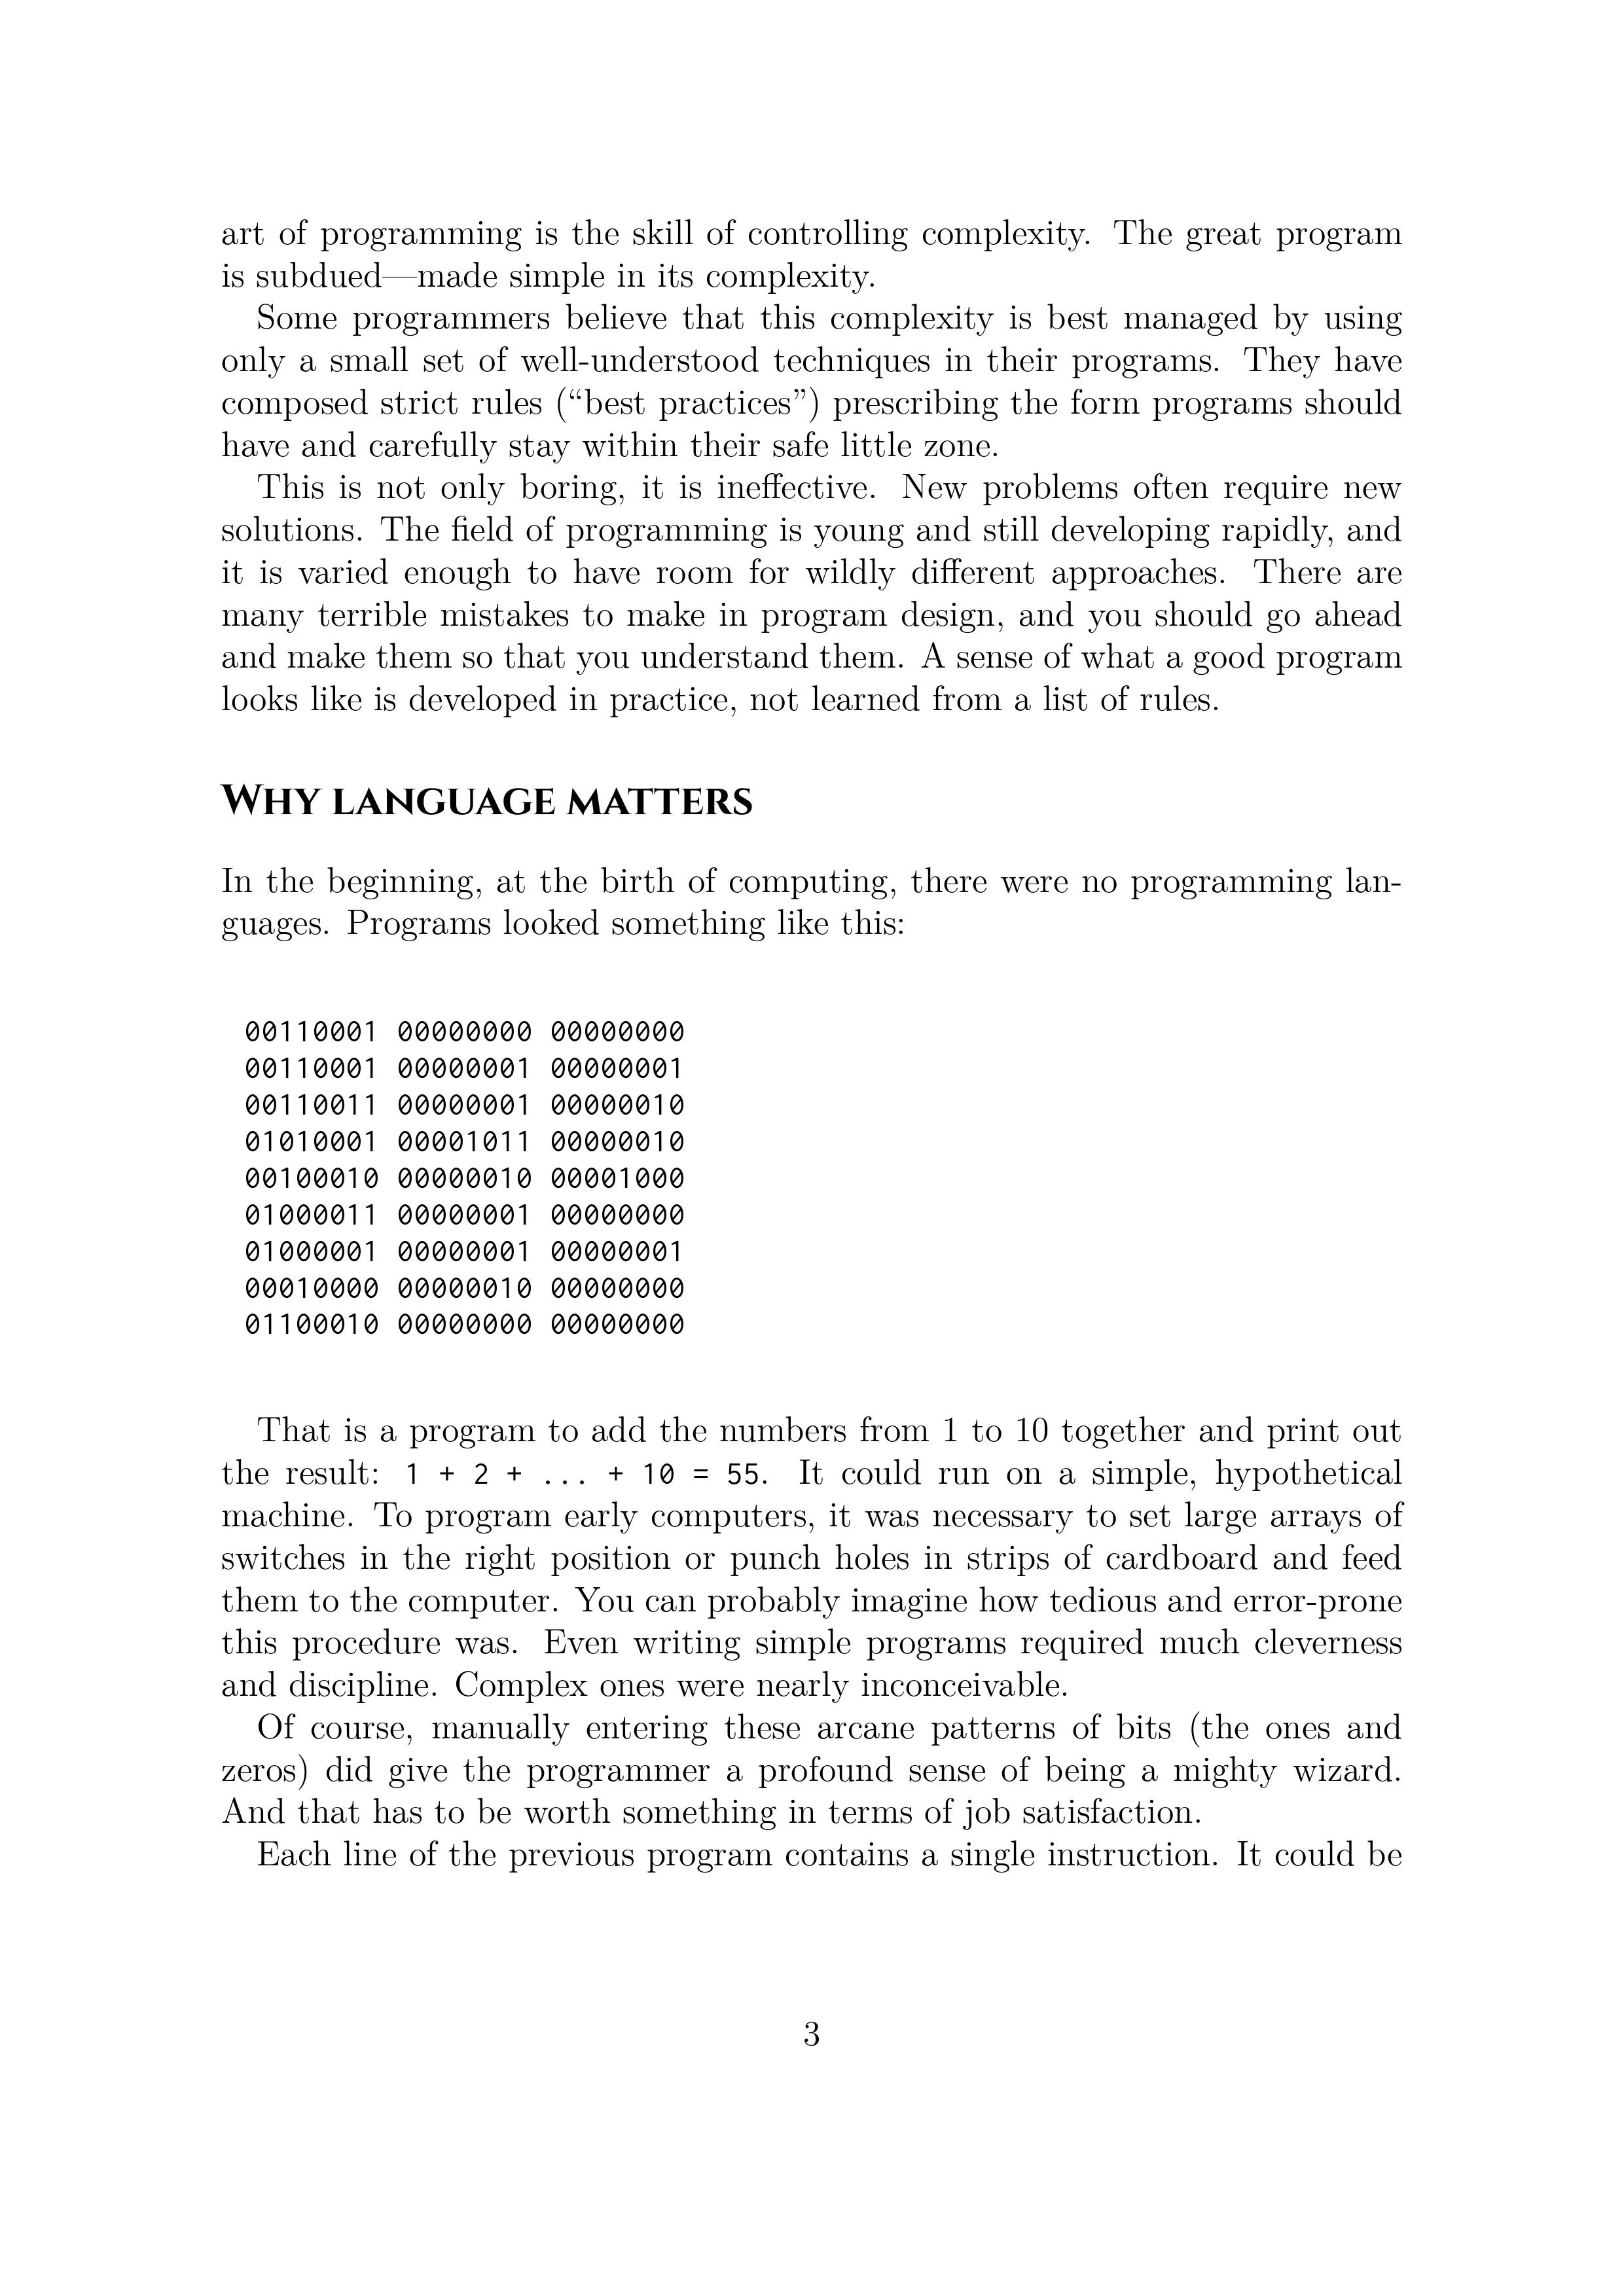 art of programming is the skill of controlling complexity. The great program
is subdued—made simple in its complexity.
Some programmers believe that this complexity is best managed by using
only a small set of well-understood techniques in their programs. They have
composed strict rules (“best practices”) prescribing the form programs should
have and carefully stay within their safe little zone.
This is not only boring, it is ineffective. New problems often require new
solutions. The field of programming is young and still developing rapidly, and
it is varied enough to have room for wildly different approaches. There are
many terrible mistakes to make in program design, and you should go ahead
and make them so that you understand them. A sense of what a good program
looks like is developed in practice, not learned from a list of rules.
Why language matters
In the beginning, at the birth of computing, there were no programming lan-
guages. Programs looked something like this:
00110001 00000000 00000000
00110001 00000001 00000001
00110011 00000001 00000010
01010001 00001011 00000010
00100010 00000010 00001000
01000011 00000001 00000000
01000001 00000001 00000001
00010000 00000010 00000000
01100010 00000000 00000000
That is a program to add the numbers from 1 to 10 together and print out
the result: 1 + 2 + ... + 10 = 55. It could run on a simple, hypothetical
machine. To program early computers, it was necessary to set large arrays of
switches in the right position or punch holes in strips of cardboard and feed
them to the computer. You can probably imagine how tedious and error-prone
this procedure was. Even writing simple programs required much cleverness
and discipline. Complex ones were nearly inconceivable.
Of course, manually entering these arcane patterns of bits (the ones and
zeros) did give the programmer a profound sense of being a mighty wizard.
And that has to be worth something in terms of job satisfaction.
Each line of the previous program contains a single instruction. It could be
3